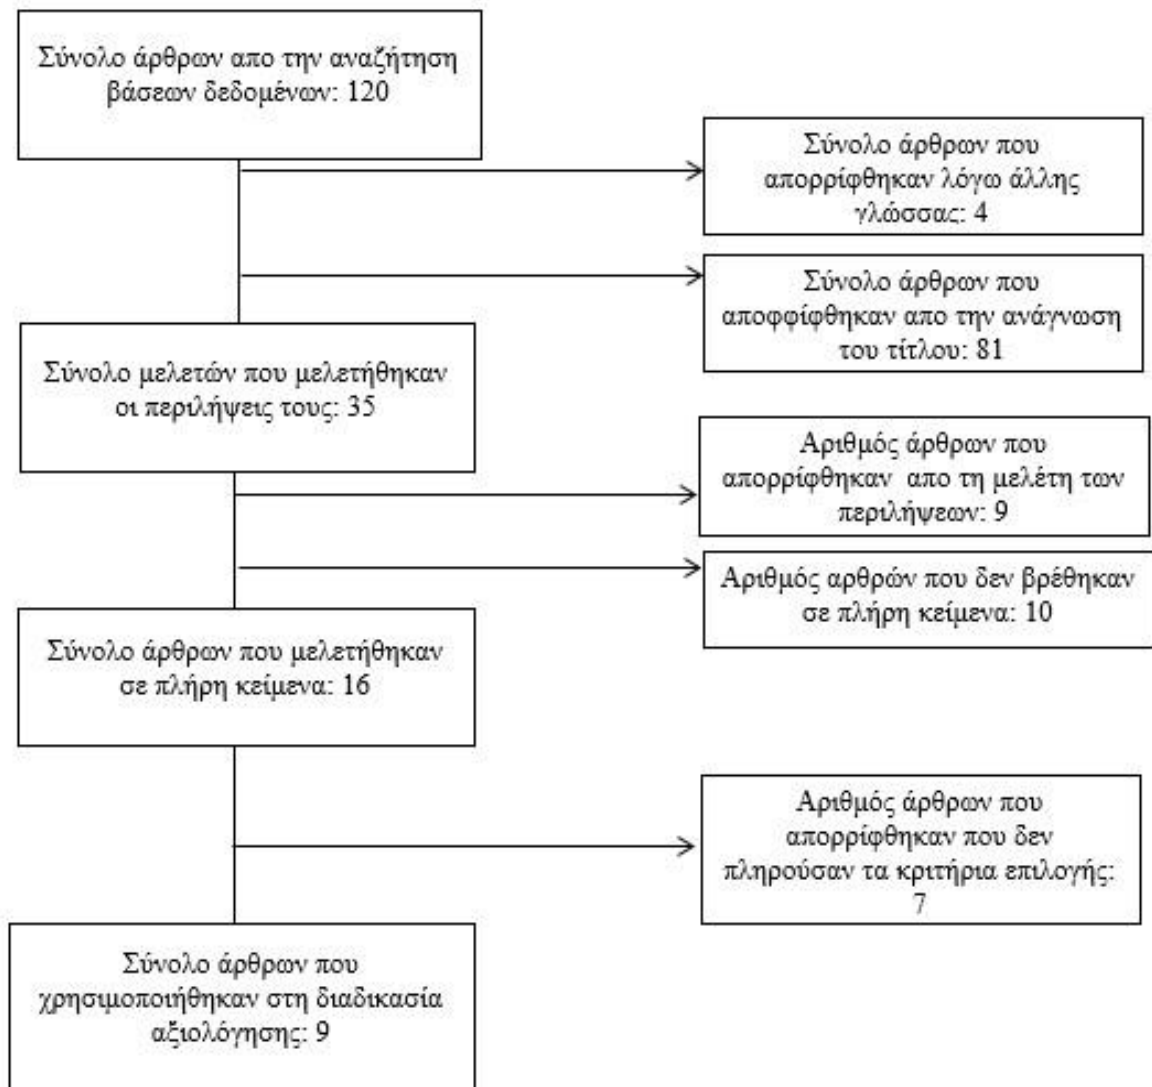 Σύνολο άρθρων απο την αναζήτηση
βάσεων δεδομένων: 120
Σύνολο άρθρων που
απορρίφθηκαν λόγω άλλης
γλώσσας: 4
Σύνολο άρθρων που
αποφφίφθηκαν απο την ανάγνωση
του τίτλου: 81
Σύνολο μελετών που μελετήθηκαν
οι περιλήψεις τους: 35
Αριθμός άρθρων που
απορρίφθηκαν απο τη μελέτη των
περιλήψεων: 9
Αριθμός αρθρών που δεν βρέθηκαν
σε πλήρη κείμενα: 10
Σύνολο άρθρων που μελετήθηκαν
σε πλήρη κείμενα: 16
Αριθμός άρθρων που
απορρίφθηκαν που δεν
πληρούσαν τα κριτήρια επιλογής:
7
Σύνολο άρθρων που
χρησιμοποιήθηκαν στη διαδικασία
αξιολόγησης: 9